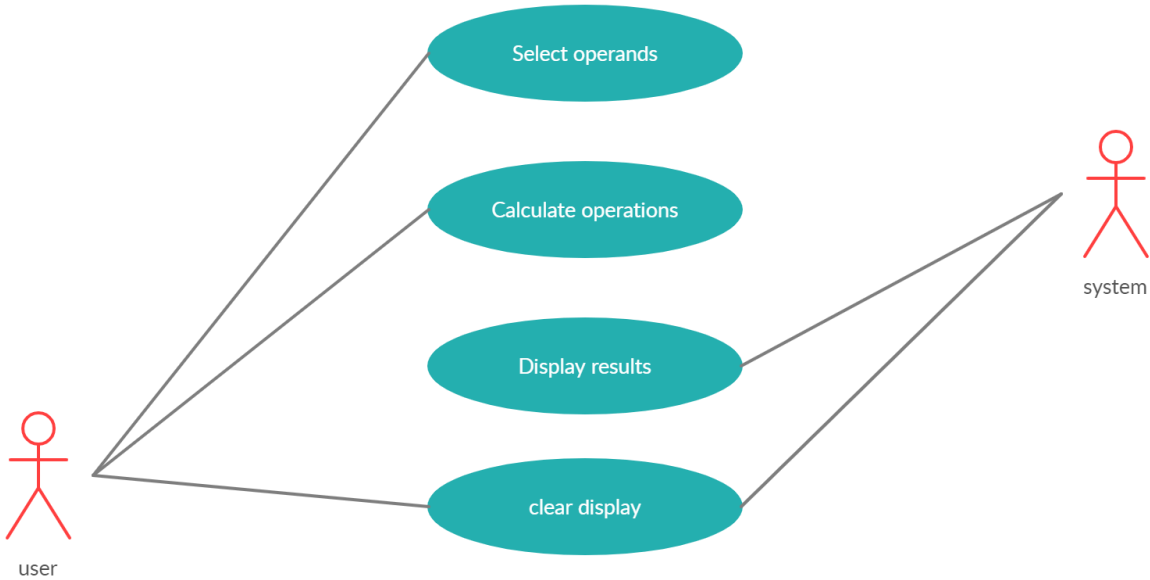 Select operands
Calculate operations
system
Display results
clear display
user